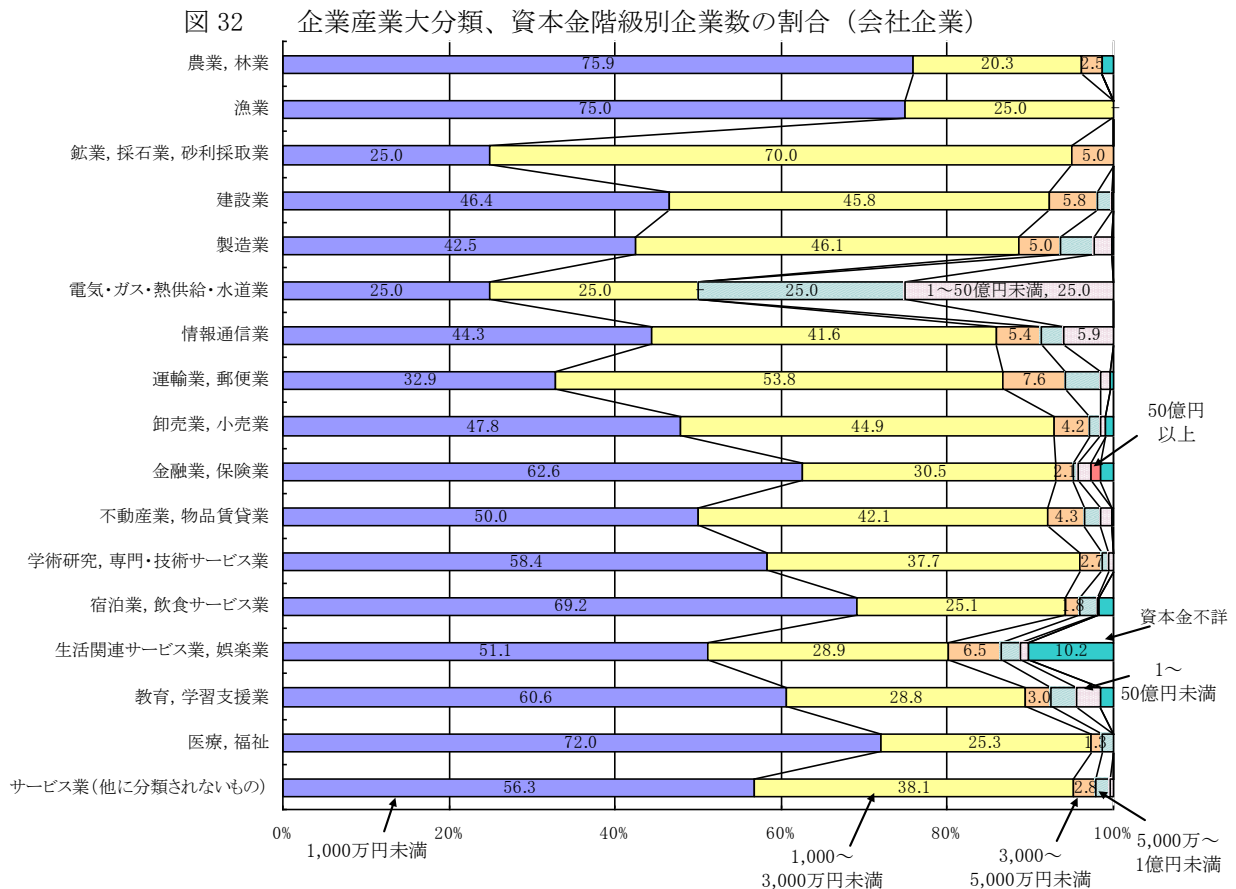 図 32　　企業産業大分類、資本金階級別企業数の割合（会社企業）
農業, 林業 75.9 20.3 2.5
漁業 75.0 25.0
鉱業, 採石業, 砂利採取業 25.0 70.0 5.0
建設業 46.4 45.8 5.8
製造業 42.5 46.1 5.0
電気・ガス・熱供給・水道業 25.0 25.0 - 25.0 1～50億円未満, 25.0
情報通信業 44.3 41.6 5.4 5.9
運輸業, 郵便業 32.9 53.8 7.6
卸売業, 小売業 47.8 44.9 4.2
50億円
以上
金融業, 保険業 62.6 30.5 2.1
不動産業, 物品賃貸業 50.0 42.1 4.3
学術研究, 専門・技術サービス業 58.4 37.7 2.7
宿泊業, 飲食サービス業 69.2 25.1 1.8
資本金不詳
生活関連サービス業, 娯楽業 51.1 28.9 6.5 10.2
1～
50億円未満
教育, 学習支援業 60.6 28.8 3.0
医療, 福祉 72.0 25.3 1.3
サービス業（他に分類されないもの） 56.3 38.1 2.8
0% 20% 40% 60% 80% 100%
1,000万円未満
1,000～
3,000万円未満
3,000～
5,000万円未満
5,000万～
1億円未満